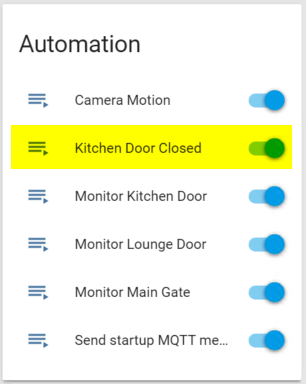 Automation
Camera Motion
Kitchen Door Closed
Monitor Kitchen Door
Monitor Lounge Door
Monitor Main Gate
Send startup MQTT me...